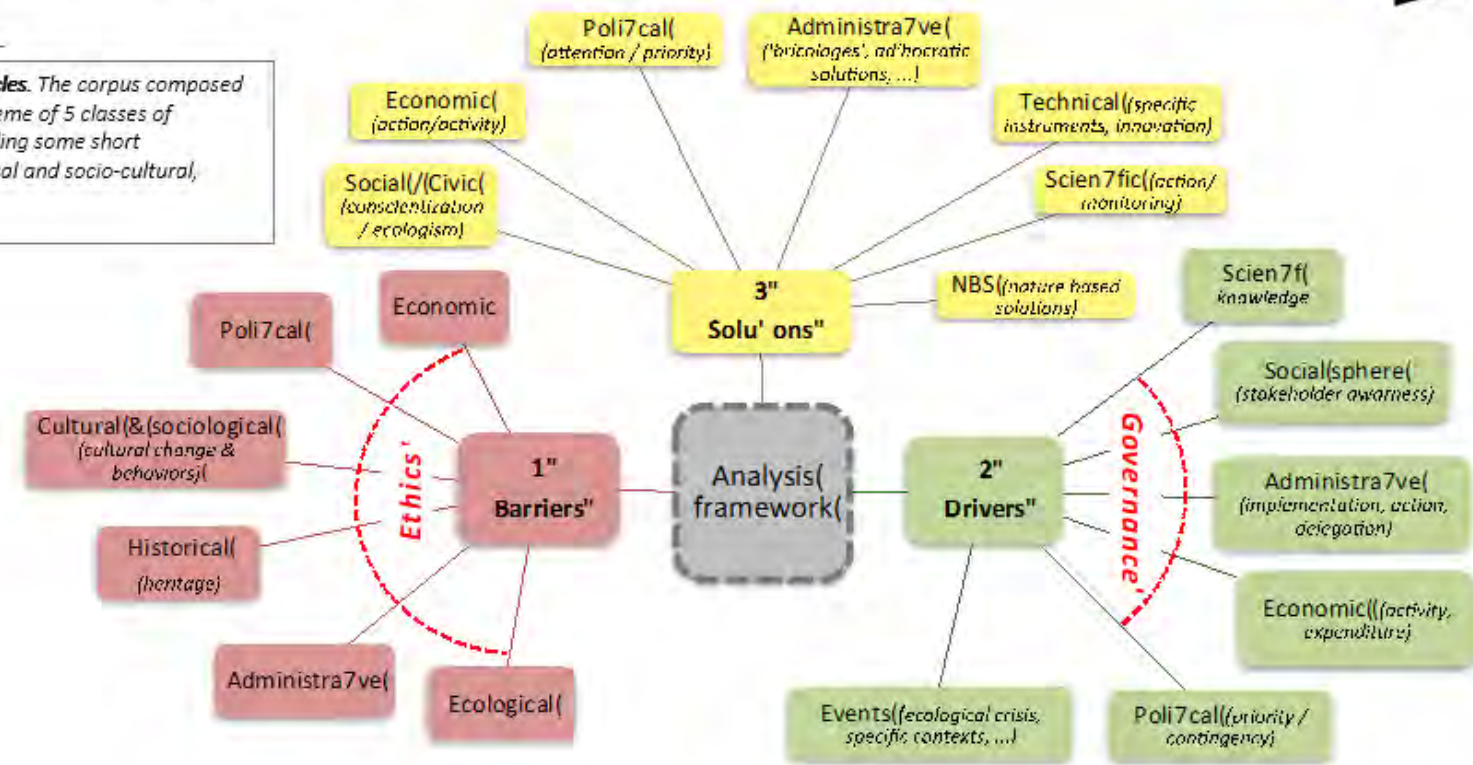 cles. The corpus composed
eme of 5 classes of
ling some short
al and socio-cultural,
Poli7cal(
(attention / priority)
Administra7ve(
('bricolages', ad'hocratic
solutions, ...)
Economic(
(action/activity)
Technical((specific
instruments, innovation)
Social(/(Civic(
(conscientization
/ ecologism)
Scien7fic((action/
monitoring)
NBS((nature based
solutions)
3"
Solu' ons"
Scien7f(
knowledge
Economic
Poli7cal(
Social(sphere(
(stakeholder awarness)
Cultural(&(sociological(
(cultural change &
behaviors)(
Ethics'
1"
Barriers"
Analysis(
framework(
2"
Drivers"
Governance'
Administra7ve(
(implementation, action,
delegation)
Historical(
(heritage)
Economic((activity,
expenditure)
Administra7ve(
Ecological(
Events(ecological crisis,
specific contexts, ...)
Poli7cal((priority /
contingency)